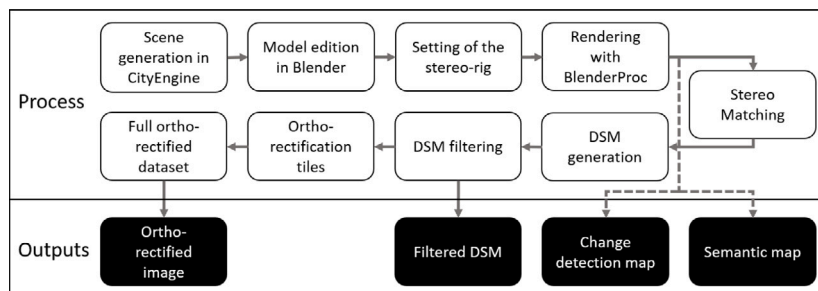 Process
Scene
generation in
CityEngine
Model edition
in Blender
Setting of the
stereo-rig
Rendering
with
BlenderProc
Stereo
Matching
Full ortho-
rectified
dataset
Ortho-
rectification
tiles
DSM filtering
DSM
generation
Outputs
Ortho-
rectified
image
Filtered DSM
Change
detection map
Semantic map